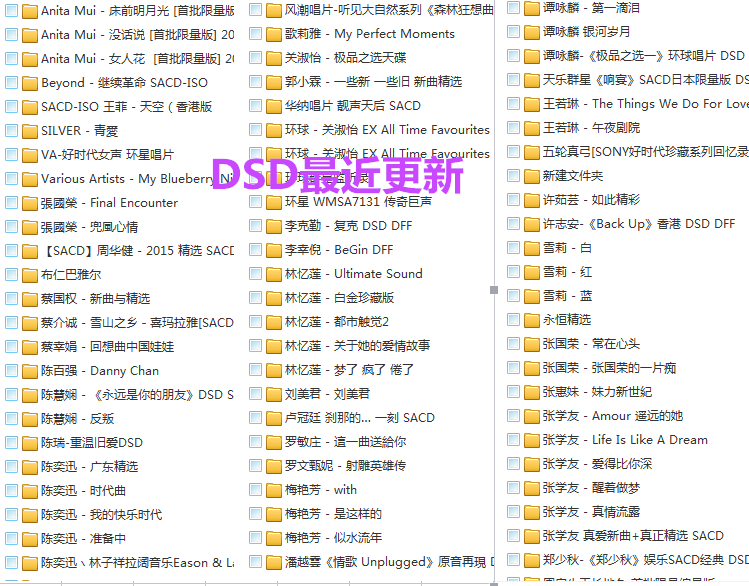 Anita Mui - 床前明月光 [首批限量版
Anita Mui - 没话说 [首批限量版] 20
Anita Mui - 女人花 [首批限量版] 20
Beyond - 继续革命 SACD-ISO
SACD-ISO 王菲 - 天空（香港版
SILVER - 青愛
VA-好时代女声 环星唱片
Various Artists - My Blueberry Ni
張國榮 - Final Encounter
張國榮 - 兜風心情
【SACD】周华健 - 2015 精选 SACD
布仁巴雅尔
蔡国权 - 新曲与精选
蔡介诚 - 雪山之乡 - 喜玛拉雅[SACD
蔡幸娟 - 回想曲中国娃娃
陈百强 - Danny Chan
陈慧娴 - 《永远是你的朋友》DSD S
陈慧娴 - 反叛
陈瑞-重温旧爱DSD
陈奕迅 - 广东精选
陈奕迅 - 时代曲
陈奕迅 - 我的快乐时代
陈奕迅 - 准备中
陈奕迅、林子祥拉阔音乐Eason & La
风潮唱片-听见大自然系列《森林狂想曲
歌莉雅 - My Perfect Moments
关淑怡 - 极品之选天碟
郭小霖 - 一些新 一些旧 新曲精选
华纳唱片 靓声天后 SACD
环球 - 关淑怡 EX All Time Favourites
环球 - 关淑怡 EX All Time Favourites
DSD最近更新
环星 WMSA7131 传奇巨声
李克勤 - 复克 DSD DFF
李幸倪 - BeGin DFF
林忆莲 - Ultimate Sound
林忆莲 - 白金珍藏版
林忆莲 - 都市触觉2
林忆莲 - 关于她的爱情故事
林忆莲 - 梦了 疯了 倦了
刘美君 - 刘美君
卢冠廷 刹那的... 一刻 SACD
罗敏庄 - 這一曲送給你
罗文甄妮 - 射雕英雄传
梅艳芳 - with
梅艳芳 - 是这样的
梅艳芳 - 似水流年
潘越雲《情歌 Unplugged》原音再現 D
谭咏麟 - 第一滴泪
谭咏麟 银河岁月
谭咏麟-《极品之选一》环球唱片 DSD
天乐群星《响宴》SACD日本限量版 DS
王若琳 - The Things We Do For Love
王若琳 - 午夜剧院
五轮真弓[SONY好时代珍藏系列回忆录
新建文件夹
许茹芸 - 如此精彩
许志安-《Back Up》香港 DSD DFF
雪莉 - 白
雪莉 - 红
雪莉 - 蓝
永恒精选
张国荣 - 常在心头
张国荣 - 张国荣的一片痴
张惠妹 - 妹力新世紀
张学友 - Amour 遥远的她
张学友 - Life Is Like A Dream
张学友 - 爱得比你深
张学友 - 醒着做梦
张学友 - 真情流露
张学友 真爱新曲+真正精选 SACD
郑少秋-《郑少秋》娱乐SACD经典 DSD